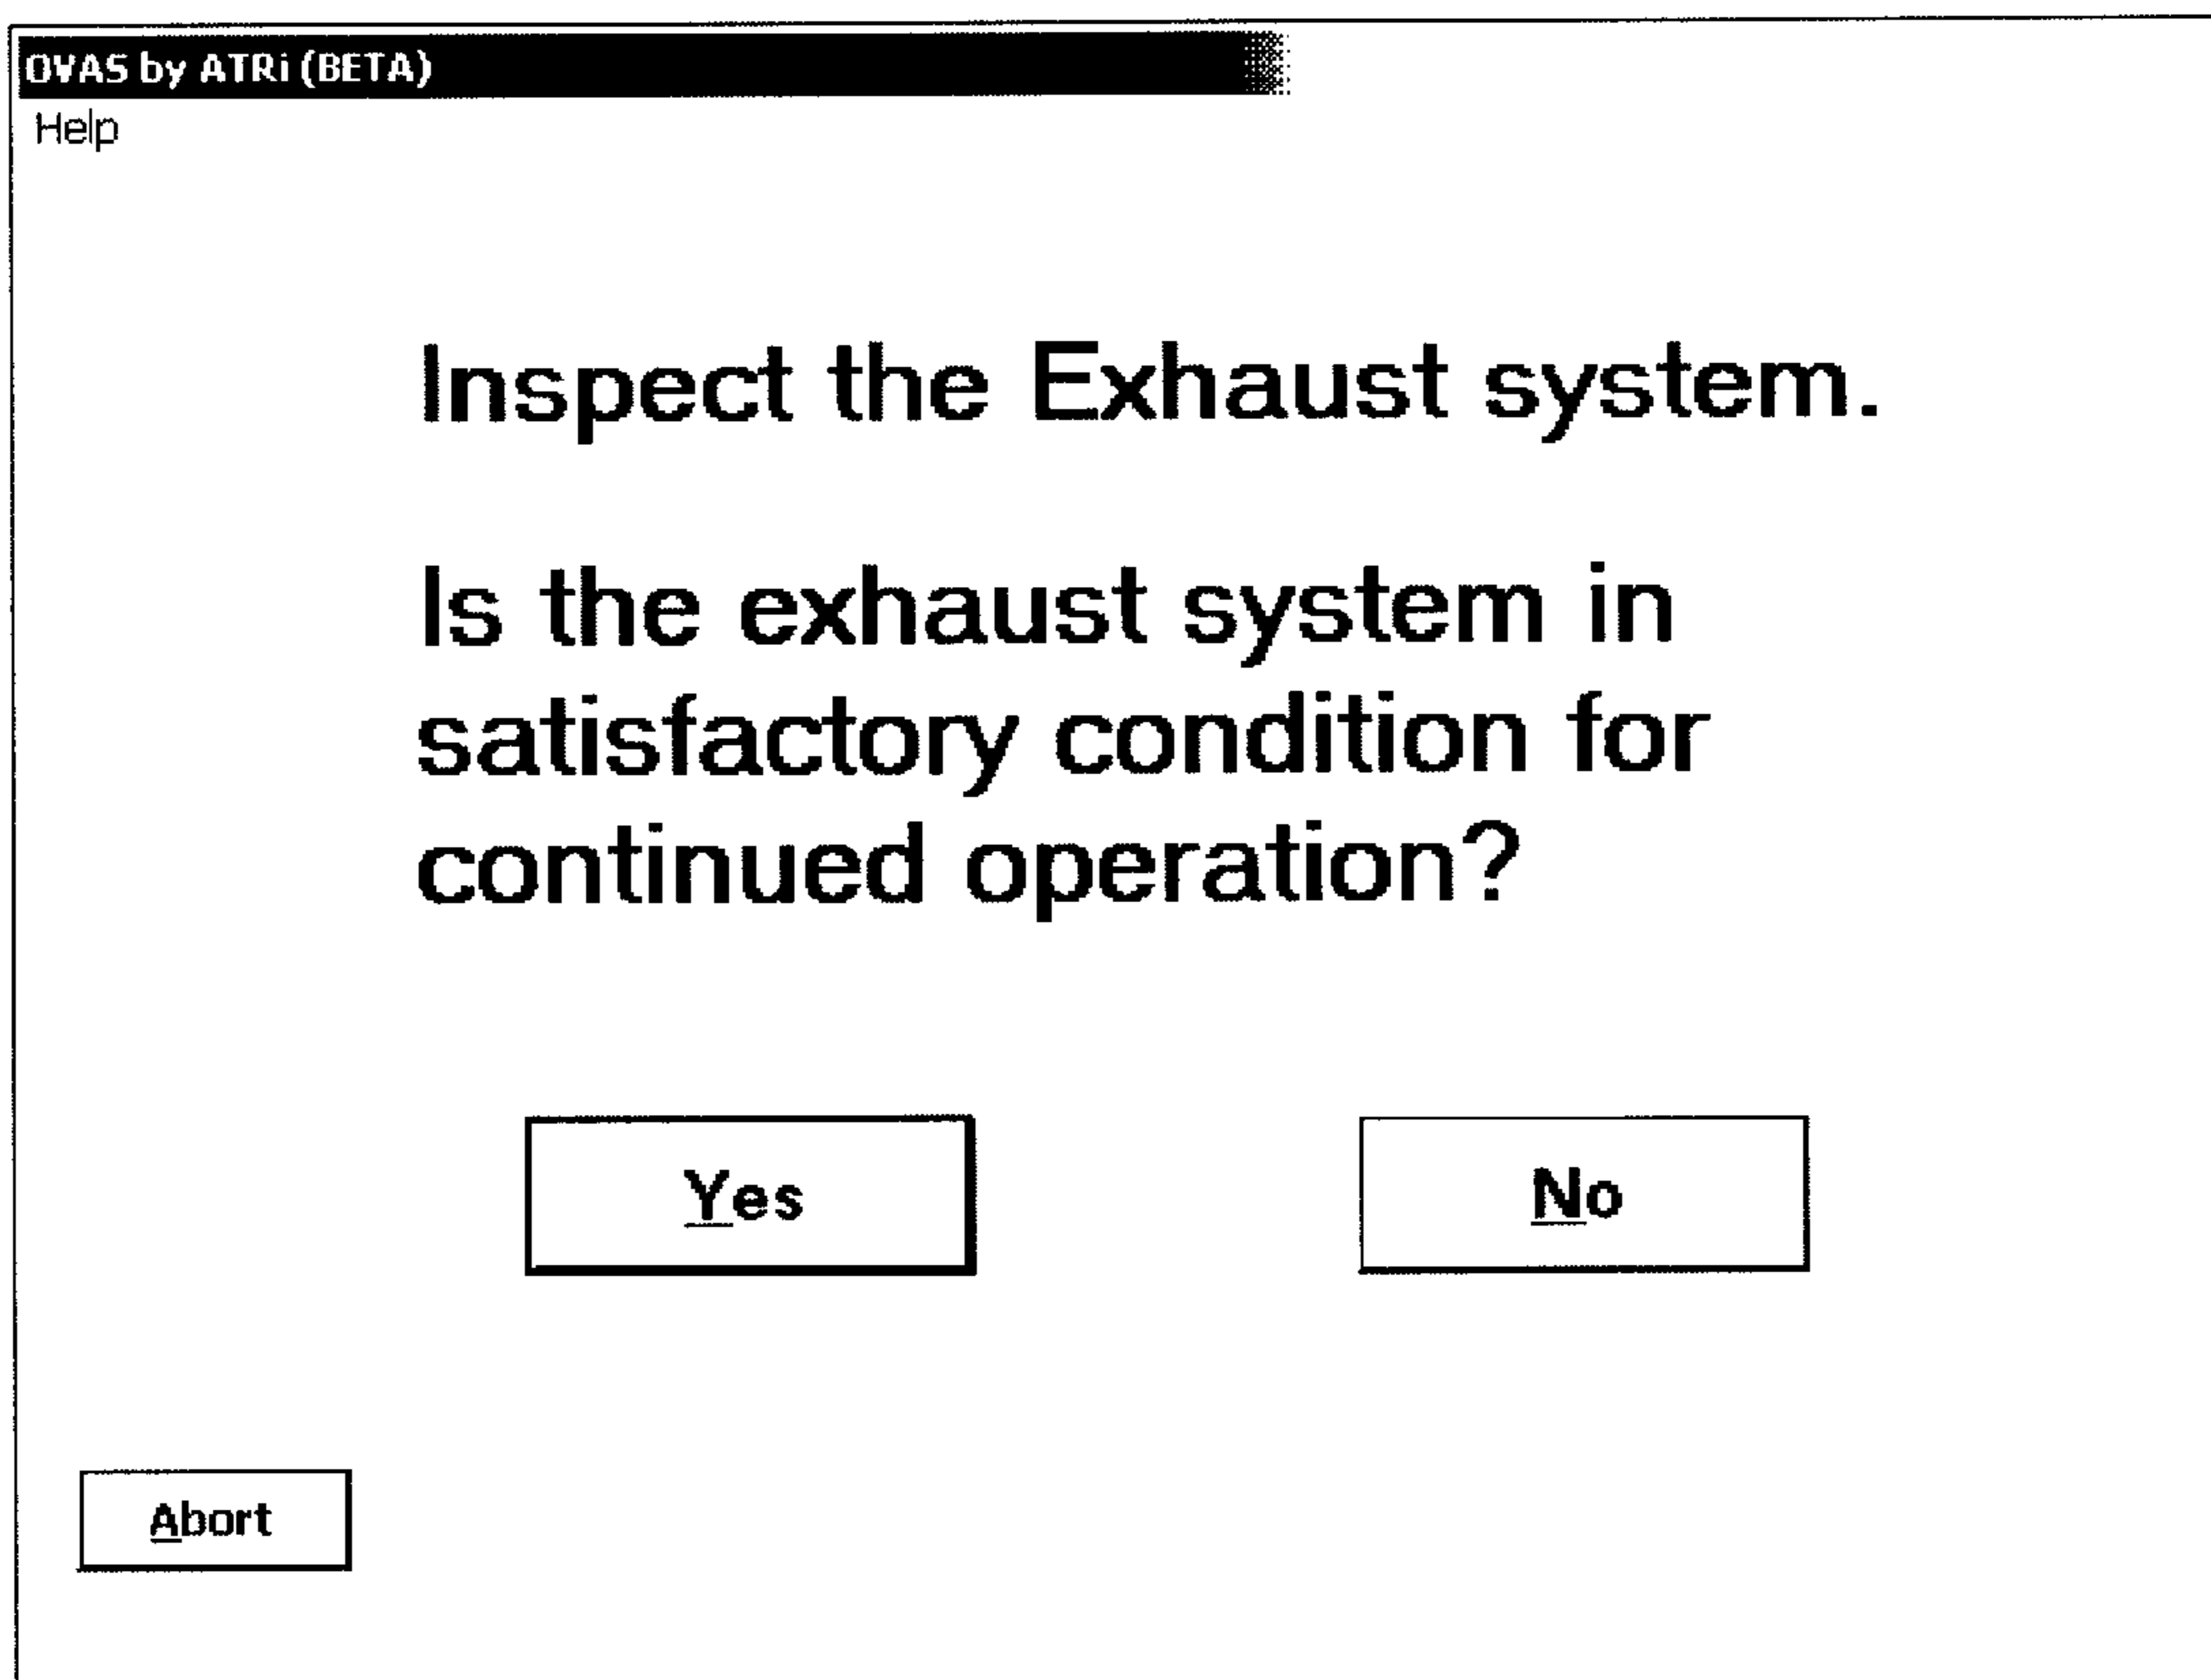 OVAS by ATRi (BETA)
Help
Inspect the Exhaust system.
Is the exhaust system in
satisfactory condition for
continued operation?
Yes
No
Abort